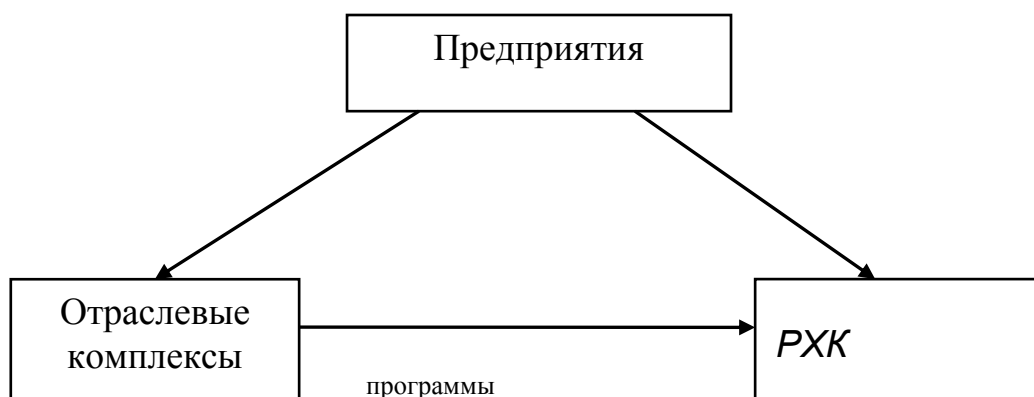 Предприятия
Отраслевые
комплексы
РХК
программы